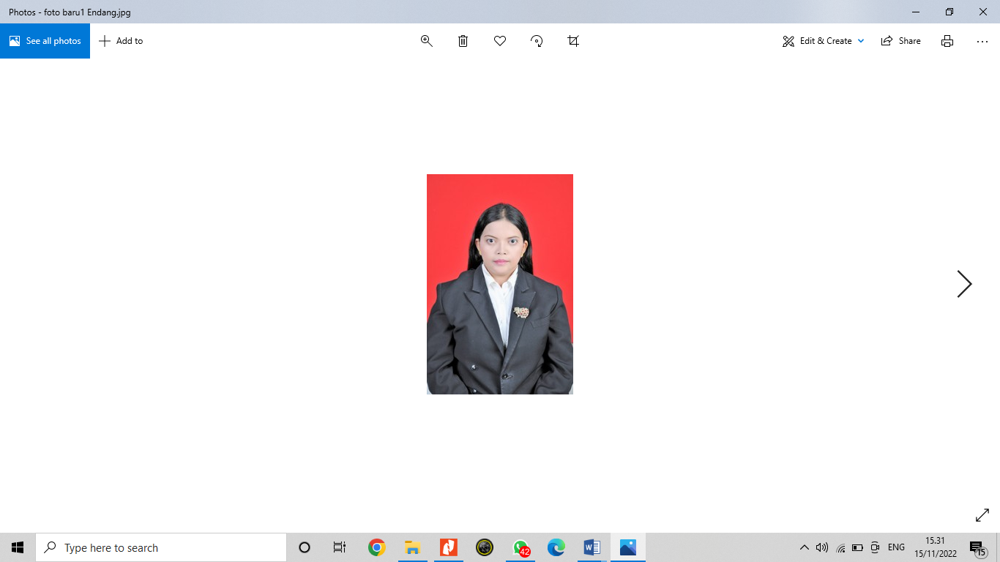 Photos - foto baru1 Endang.jpg
See all photos
Add to
Edit & Create
Share
Type here to search
42
ENG
15.31
15/11/2022
15